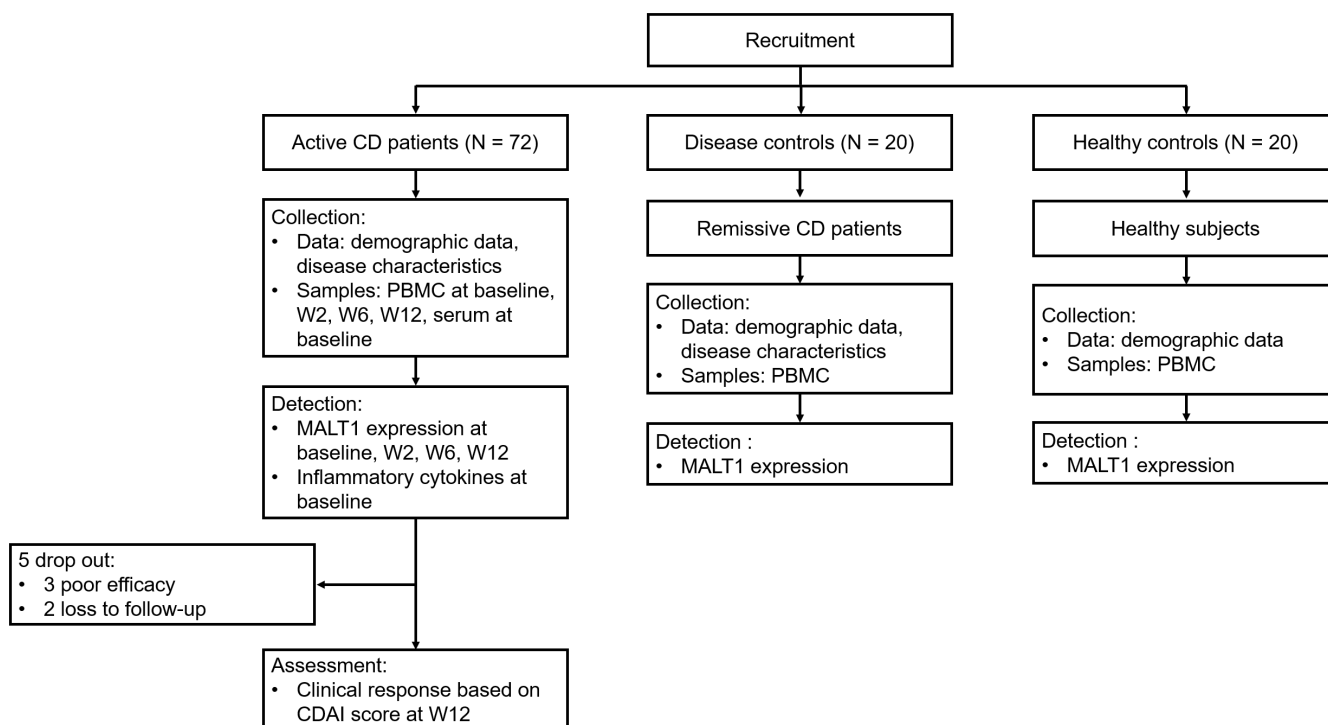 Recruitment
Active CD patients (N = 72)
Disease controls (N = 20)
Healthy controls (N = 20)
Collection:
• Data: demographic data,
disease characteristics
• Samples: PBMC at baseline,
W2, W6, W12, serum at
baseline
Remissive CD patients
Healthy subjects
Collection:
• Data: demographic data,
disease characteristics
• Samples: PBMC
Collection:
• Data: demographic data
• Samples: PBMC
Detection:
• MALT1 expression at
baseline, W2, W6, W12
• Inflammatory cytokines at
baseline
Detection :
• MALT1 expression
Detection :
• MALT1 expression
5 drop out:
• 3 poor efficacy
• 2 loss to follow-up
Assessment:
• Clinical response based on
CDAI score at W12